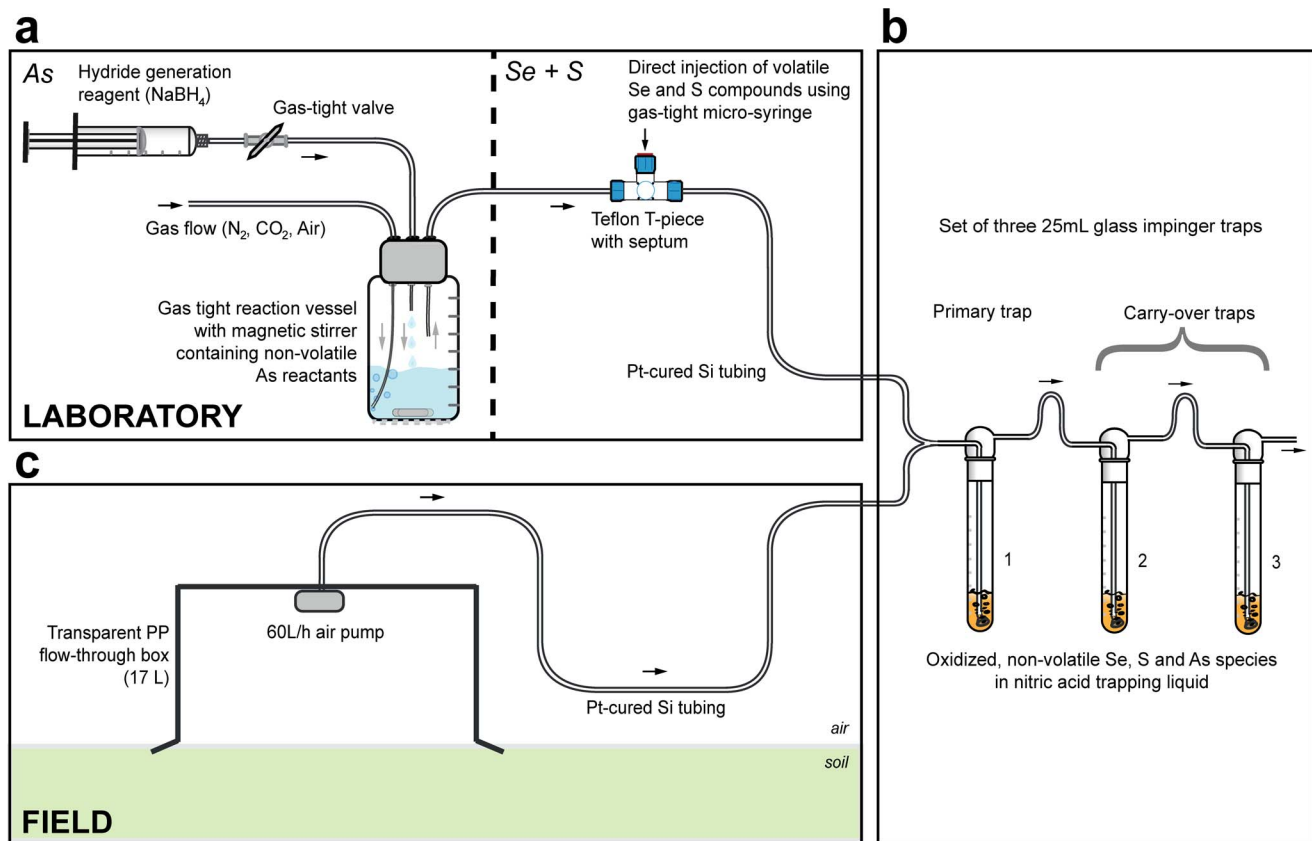 a
As
Hydride generation
reagent (NaBH₄)
Gas-tight valve
Gas flow (N₂, CO₂, Air)
Gas tight reaction vessel
with magnetic stirrer
containing non-volatile
As reactants
LABORATORY
Se + S
Direct injection of volatile
Se and S compounds using
gas-tight micro-syringe
Teflon T-piece
with septum
Pt-cured Si tubing
b
Set of three 25mL glass impinger traps
Primary trap
Carry-over traps
1
2
3
Oxidized, non-volatile Se, S and As species
in nitric acid trapping liquid
c
Transparent PP
flow-through box
(17 L)
60L/h air pump
Pt-cured Si tubing
air
soil
FIELD